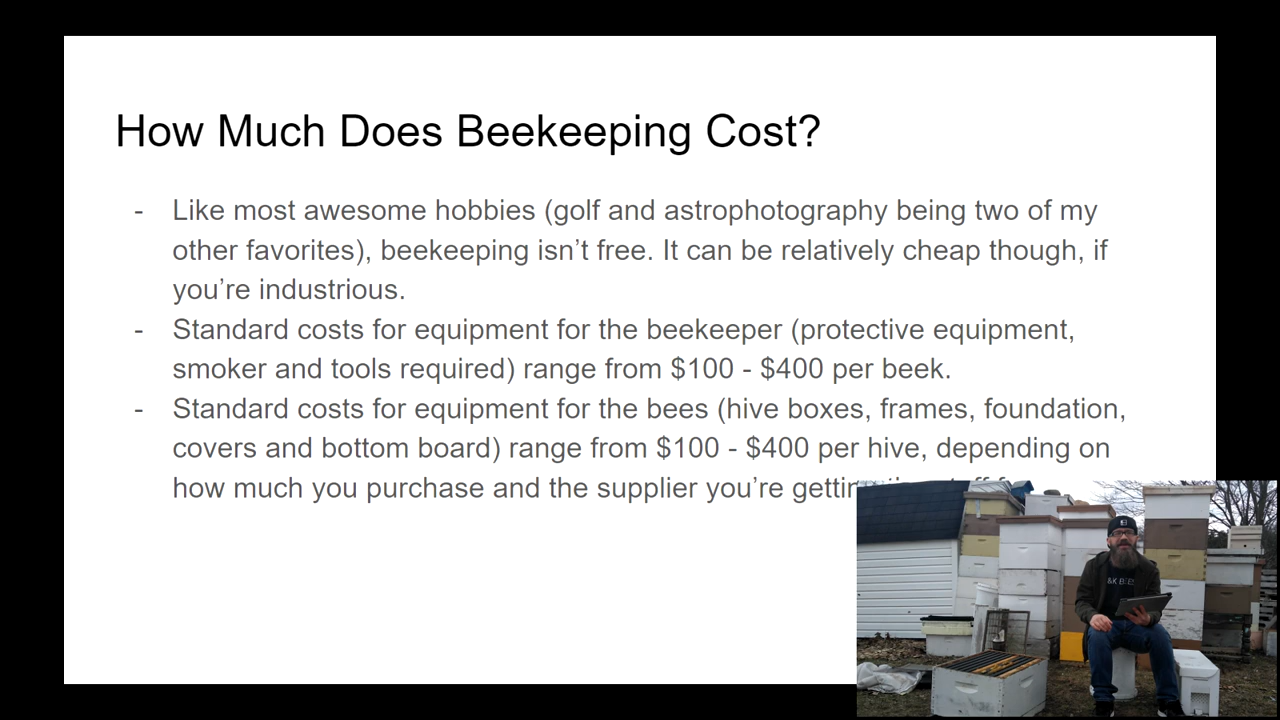 How Much Does Beekeeping Cost?
- Like most awesome hobbies (golf and astrophotography being two of my
other favorites), beekeeping isn’t free. It can be relatively cheap though, if
you’re industrious.
- Standard costs for equipment for the beekeeper (protective equipment,
smoker and tools required) range from $100 - $400 per beek.
- Standard costs for equipment for the bees (hive boxes, frames, foundation,
covers and bottom board) range from $100 - $400 per hive, depending on
how much you purchase and the supplier you’re